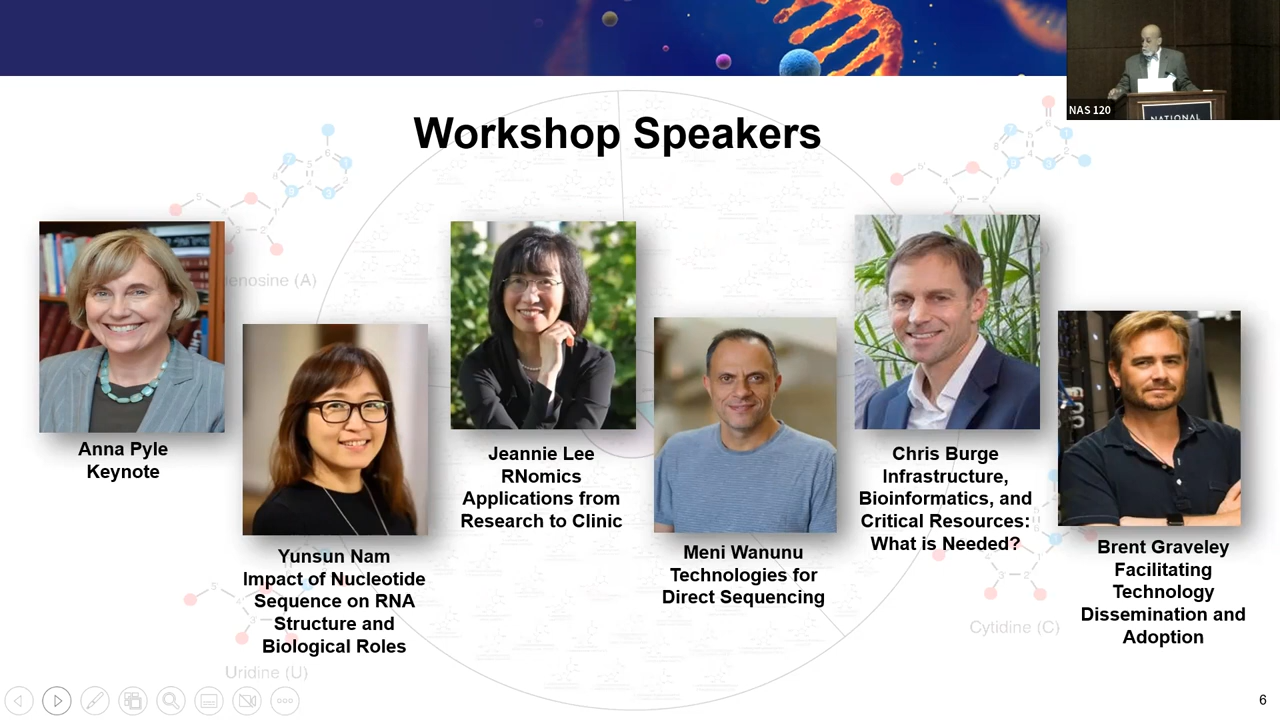 Workshop Speakers
NAS 120
NATIONAL
Anna Pyle
Keynote
Yunsun Nam
Impact of Nucleotide
Sequence on RNA
Structure and
Biological Roles
Jeannie Lee
RNomics
Applications from
Research to Clinic
Meni Wanunu
Technologies for
Direct Sequencing
Chris Burge
Infrastructure,
Bioinformatics, and
Critical Resources:
What is Needed?
Brent Graveley
Facilitating
Technology
Dissemination and
Adoption
enosine (A)
Uridine (U)
Cytidine (C)
6